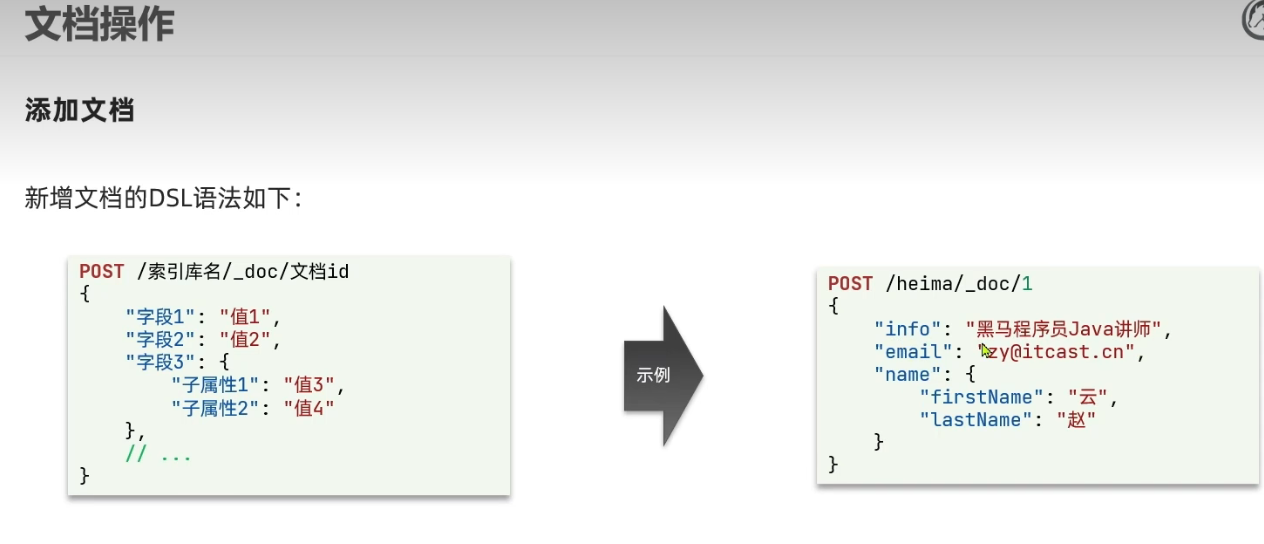 文档操作
添加文档
新增文档的DSL语法如下：
POST /索引库名/_doc/文档id
{
    "字段1": "值1",
    "字段2": "值2",
    "字段3": {
        "子属性1": "值3",
        "子属性2": "值4"
    },
    // ...
}
示例
POST /heima/_doc/1
{
    "info": "黑马程序员Java讲师",
    "email": "zy@itcast.cn",
    "name": {
        "firstName": "云",
        "lastName": "赵"
    }
}